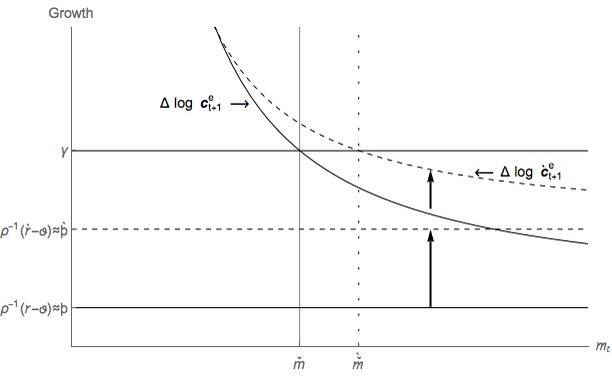 Growth
Δ log c^e_{t+1} →
γ
← Δ log c̀^e_{t+1}
ρ⁻¹(r̀−ϑ)≈þ̀
ρ⁻¹(r−ϑ)≈þ
m_t
m̌ m̌̀